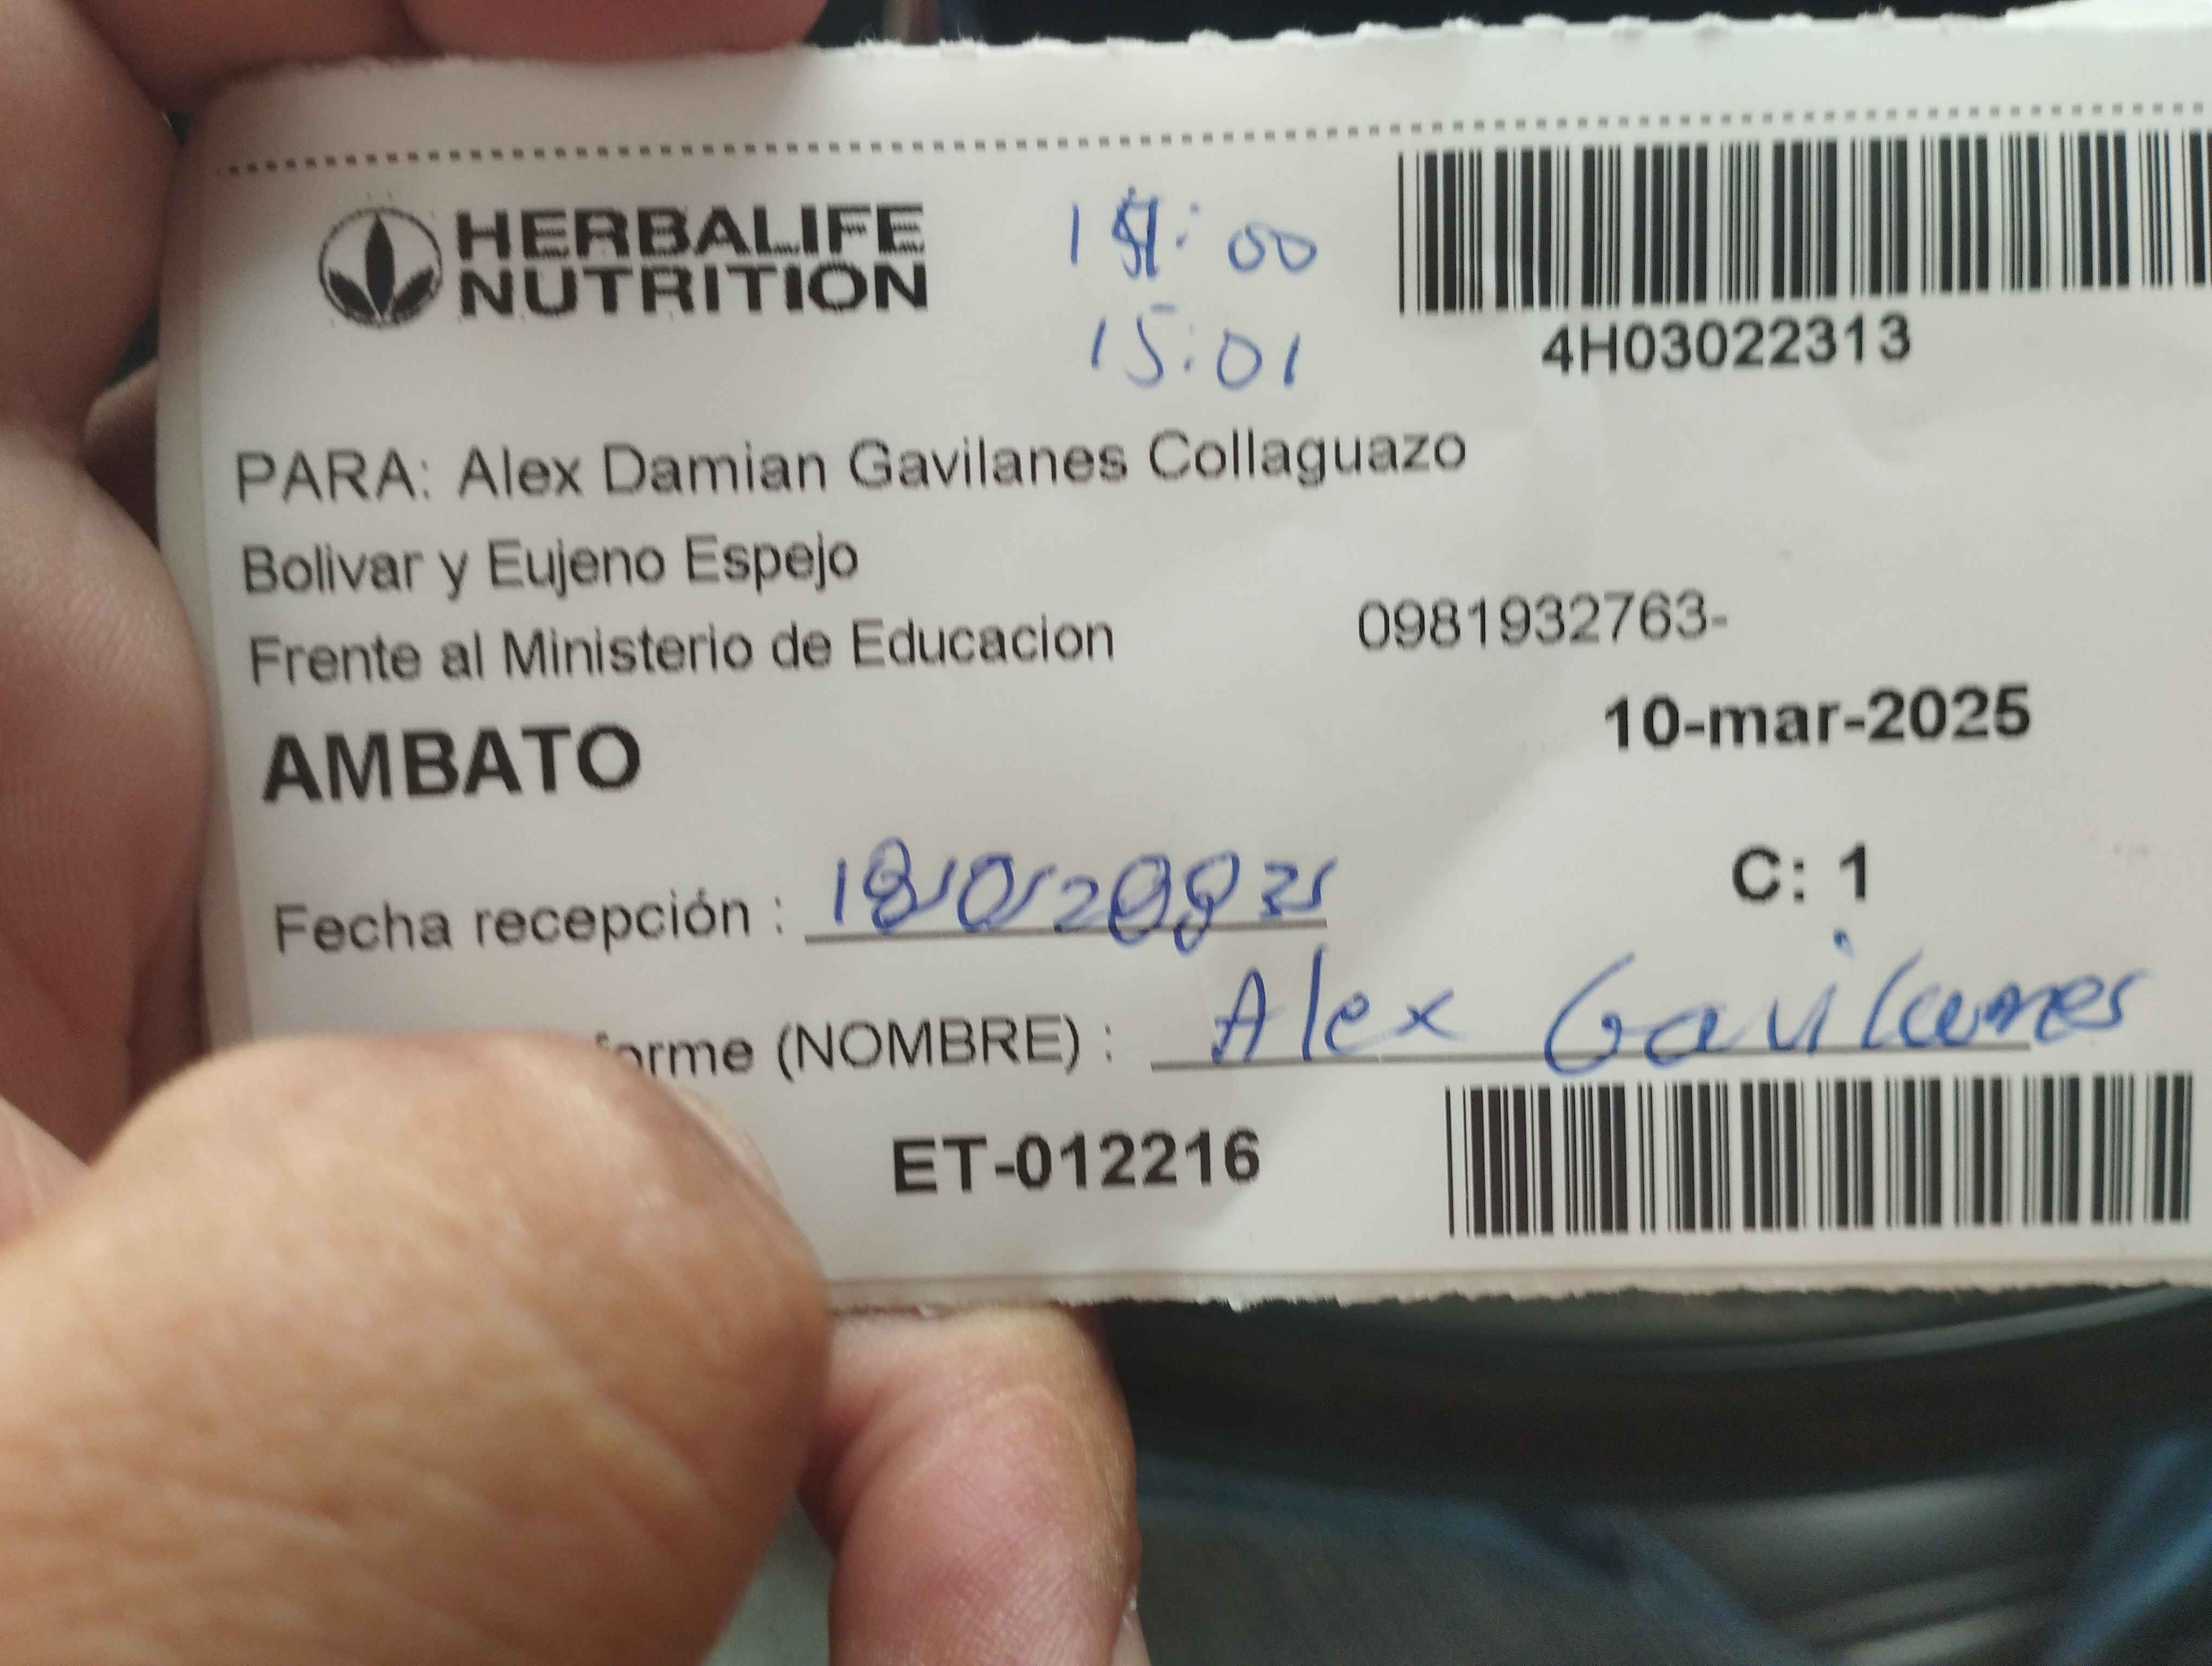 HERBALIFE
NUTRITION
15:01
4H03022313
PARA: Alex Damian Gavilanes Collaguazo
Bolivar y Eujeno Espejo
Frente al Ministerio de Educacion
0981932763-
AMBATO
10-mar-2025
C: 1
Fecha recepción :
forme (NOMBRE) : Alex Gavilanes
ET-012216